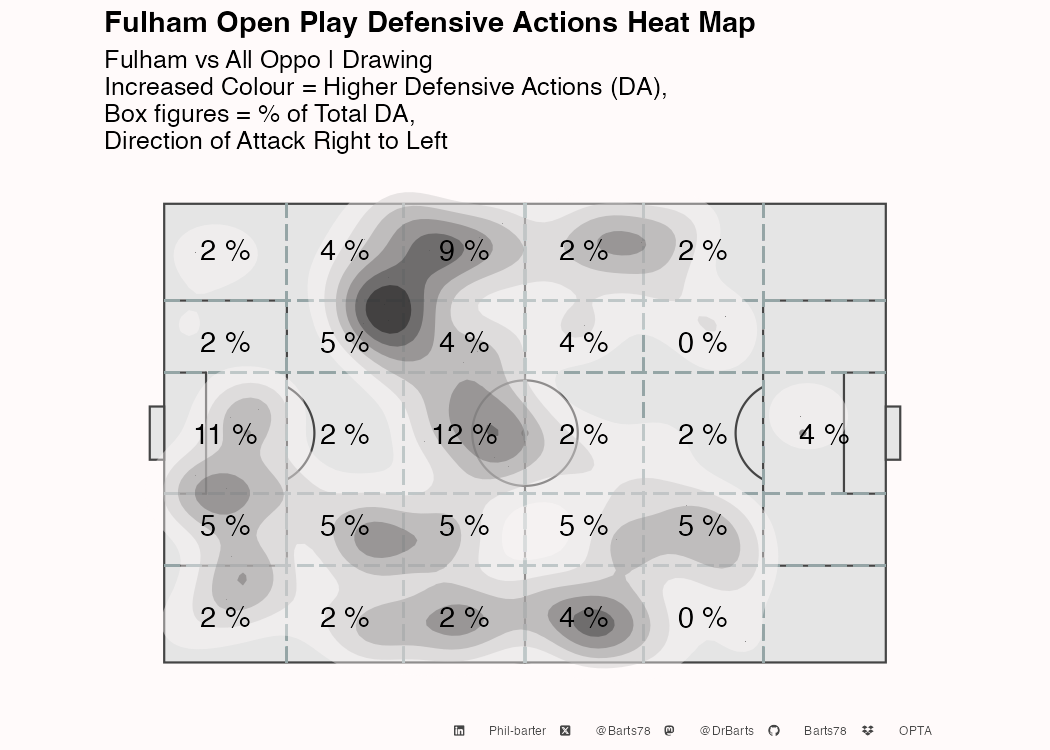 Fulham Open Play Defensive Actions Heat Map
Fulham vs All Oppo | Drawing
Increased Colour = Higher Defensive Actions (DA),
Box figures = % of Total DA,
Direction of Attack Right to Left
2 % 4 % 9 % 2 % 2 %
2 % 5 % 4 % 4 % 0 %
11 % 2 % 12 % 2 % 2 % 4 %
5 % 5 % 5 % 5 % 5 %
2 % 2 % 2 % 4 % 0 %
Phil-barter @Barts78 @DrBarts Barts78 OPTA